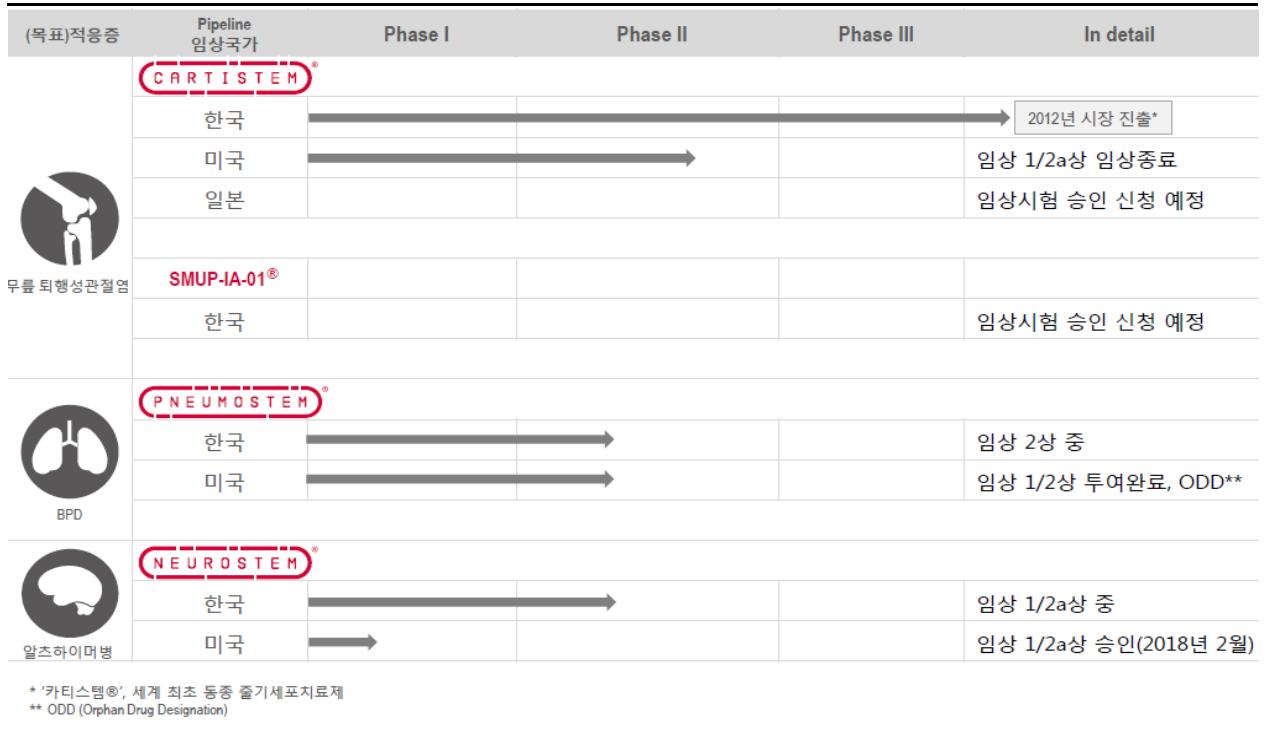 (목표)적응증 Pipeline 임상국가 Phase I Phase II Phase III In detail
CARTISTEM®
한국 2012년 시장 진출*
미국 임상 1/2a상 임상종료
일본 임상시험 승인 신청 예정
무릎 퇴행성관절염
SMUP-IA-01®
한국 임상시험 승인 신청 예정
PNEUMOSTEM®
한국 임상 2상 중
미국 임상 1/2상 투여완료, ODD**
BPD
NEUROSTEM®
한국 임상 1/2a상 중
미국 임상 1/2a상 승인(2018년 2월)
알츠하이머병
* '카티스템®', 세계 최초 동종 줄기세포치료제
** ODD (Orphan Drug Designation)